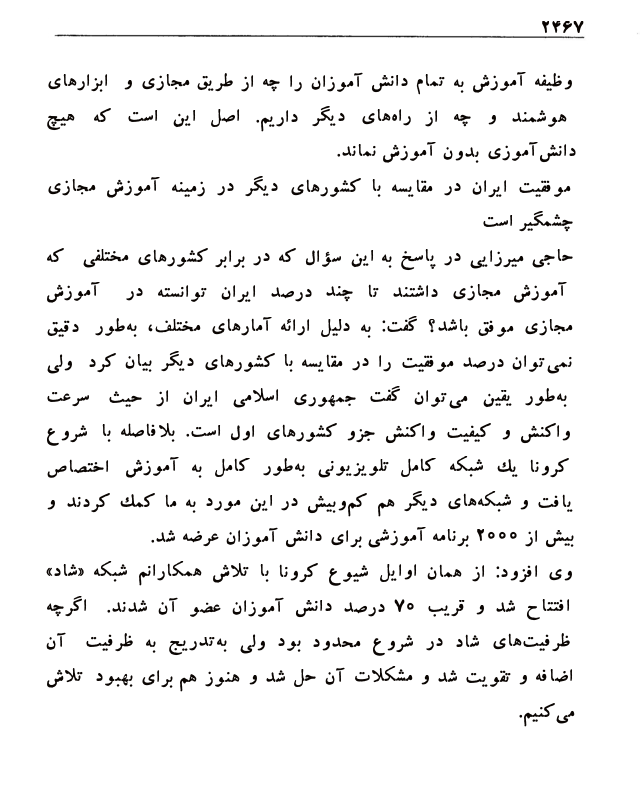 ۲۴۶۷
وظیفه آموزش به تمام دانش آموزان را چه از طریق مجازی و ابزارهای
هوشمند و چه از راه‌های دیگر داریم. اصل این است که هیچ
دانش‌آموزی بدون آموزش نماند.
موفقیت ایران در مقایسه با کشورهای دیگر در زمینه آموزش مجازی
چشمگیر است
حاجی میرزایی در پاسخ به این سؤال که در برابر کشورهای مختلفی که
آموزش مجازی داشتند تا چند درصد ایران توانسته در آموزش
مجازی موفق باشد؟ گفت: به دلیل ارائه آمارهای مختلف، به‌طور دقیق
نمی‌توان درصد موفقیت را در مقایسه با کشورهای دیگر بیان کرد ولی
به‌طور یقین می‌توان گفت جمهوری اسلامی ایران از حیث سرعت
واکنش و کیفیت واکنش جزو کشورهای اول است. بلافاصله با شروع
کرونا یك شبکه کامل تلویزیونی به‌طور کامل به آموزش اختصاص
یافت و شبکه‌های دیگر هم کم‌وبیش در این مورد به ما کمك کردند و
بیش از ۲۰۰۰ برنامه آموزشی برای دانش آموزان عرضه شد.
وی افزود: از همان اوایل شیوع کرونا با تلاش همکارانم شبکه «شاد»
افتتاح شد و قریب ۷۰ درصد دانش آموزان عضو آن شدند. اگرچه
ظرفیت‌های شاد در شروع محدود بود ولی به‌تدریج به ظرفیت آن
اضافه و تقویت شد و مشکلات آن حل شد و هنوز هم برای بهبود تلاش
می‌کنیم.